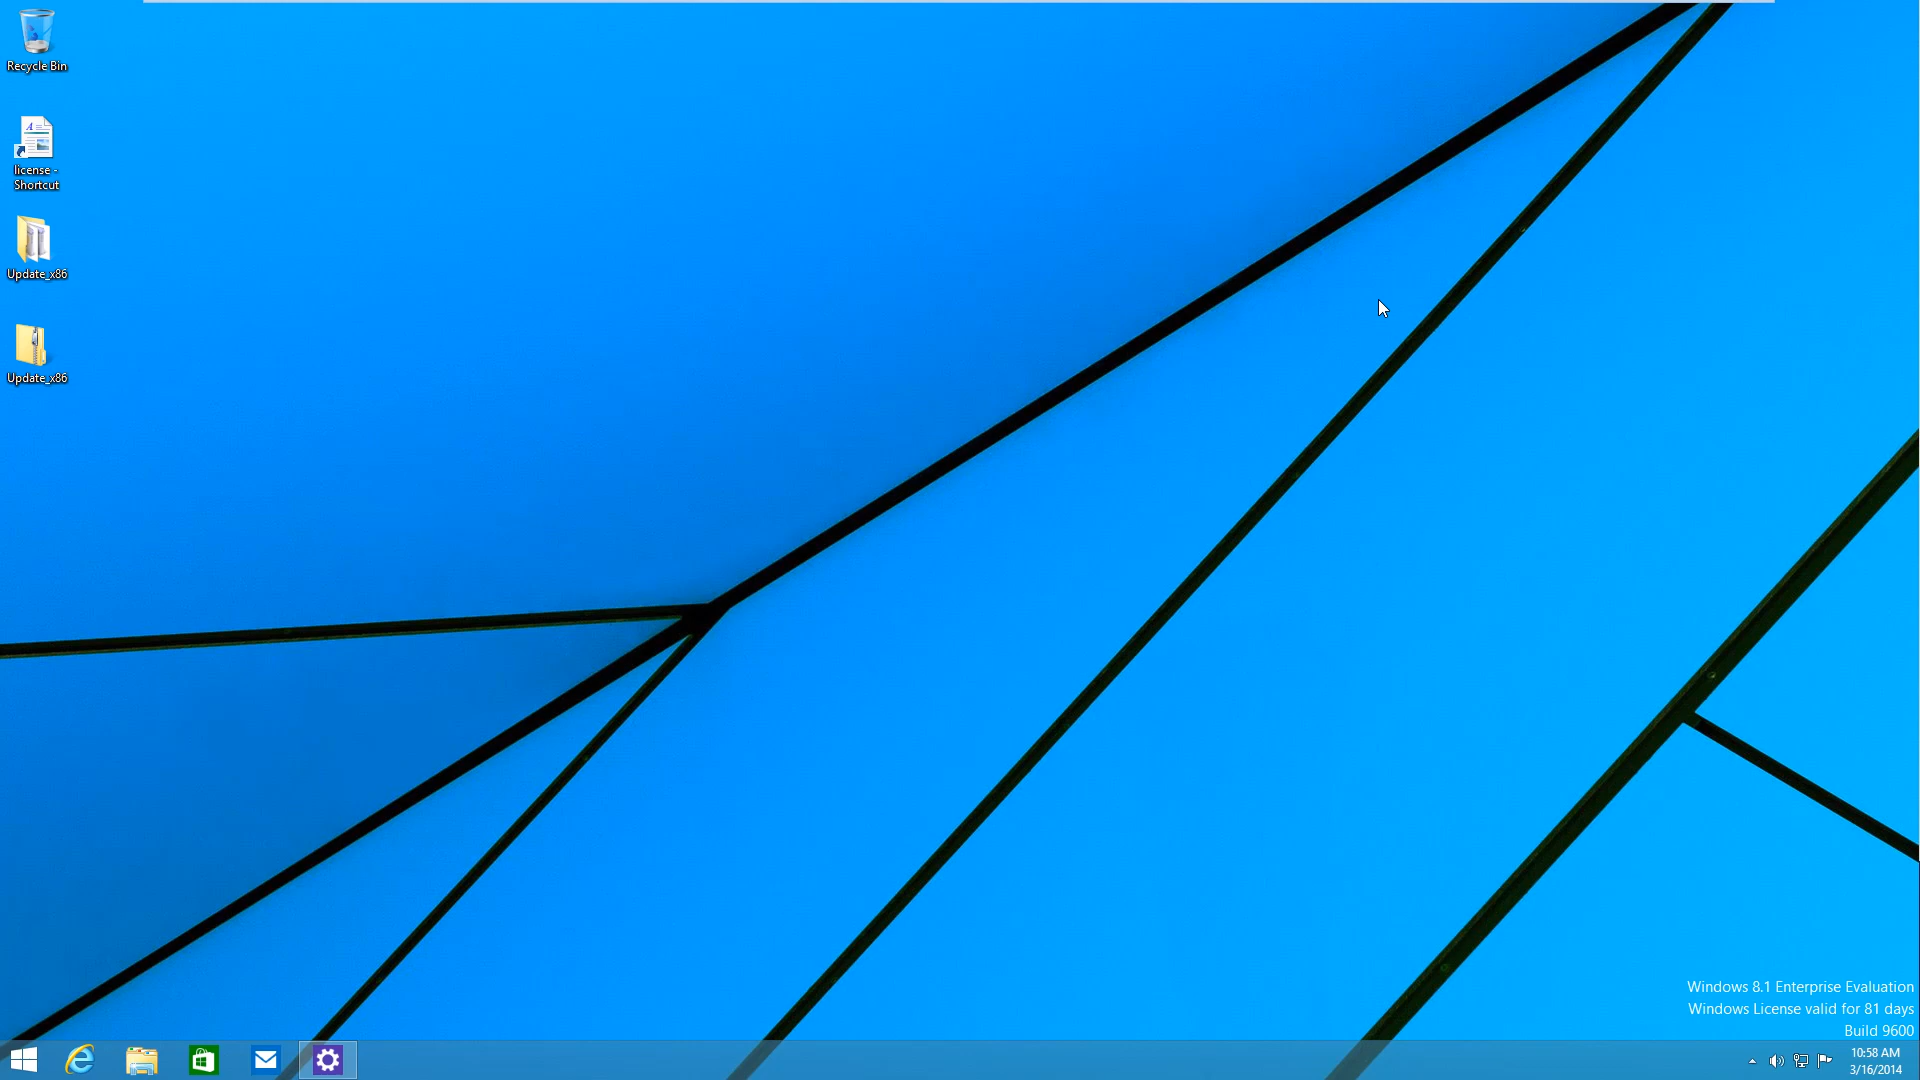 Recycle Bin
license -
Shortcut
Update_x86
Update_x86
Windows 8.1 Enterprise Evaluation
Windows License valid for 81 days
Build 9600
10:58 AM
3/16/2014